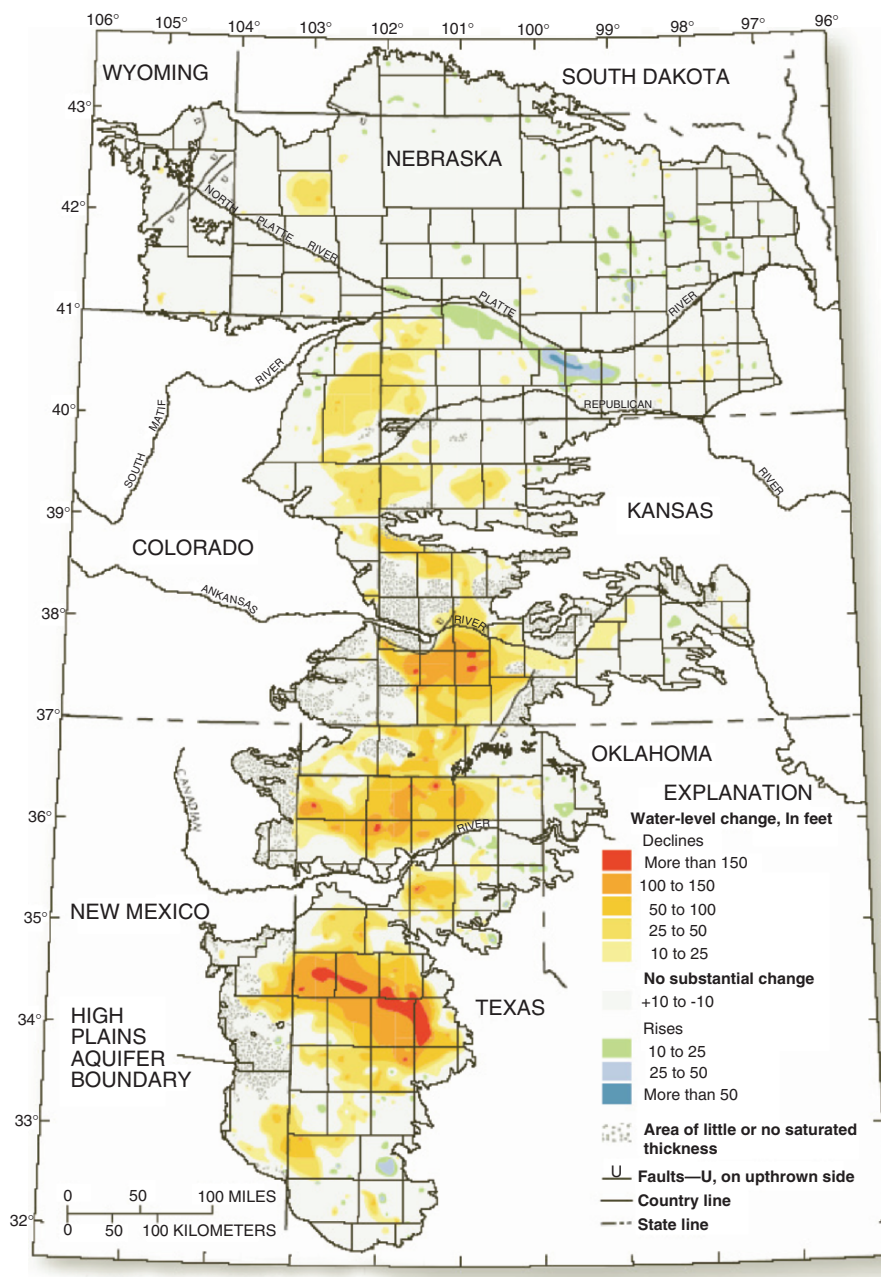 106° 105° 104° 103° 102° 101° 100° 99° 98° 97° 96°
WYOMING
SOUTH DAKOTA
43°
NEBRASKA
NORTH PLATTE RIVER
42°
PLATTE RIVER
41°
RIVER
SOUTH MATIF
REPUBLICAN
RIVER
40°
39°
KANSAS
COLORADO
ARKANSAS
RIVER
38°
U
37°
OKLAHOMA
CANADIAN
RIVER
36°
35°
NEW MEXICO
TEXAS
34°
HIGH
PLAINS
AQUIFER
BOUNDARY
33°
32°
EXPLANATION
Water-level change, In feet
Declines
More than 150
100 to 150
50 to 100
25 to 50
10 to 25
No substantial change
+10 to -10
Rises
10 to 25
25 to 50
More than 50
Area of little or no saturated
thickness
U Faults—U, on upthrown side
Country line
State line
0 50 100 MILES
0 50 100 KILOMETERS